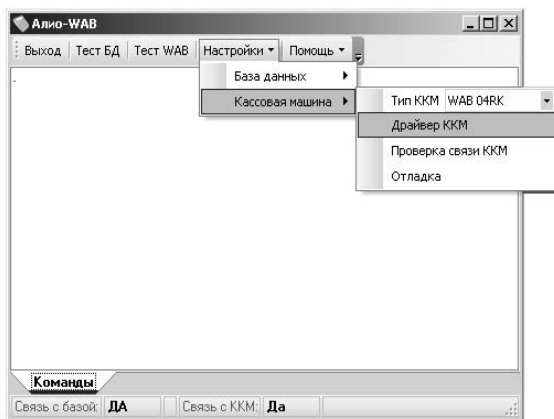 Алио-WAB
Выход Тест БД Тест WAB Настройки Помощь
База данных
Кассовая машина
Тип ККМ WAB 04RK
Драйвер ККМ
Проверка связи ККМ
Отладка
Команды
Связь с базой: ДА Связь с ККМ: Да